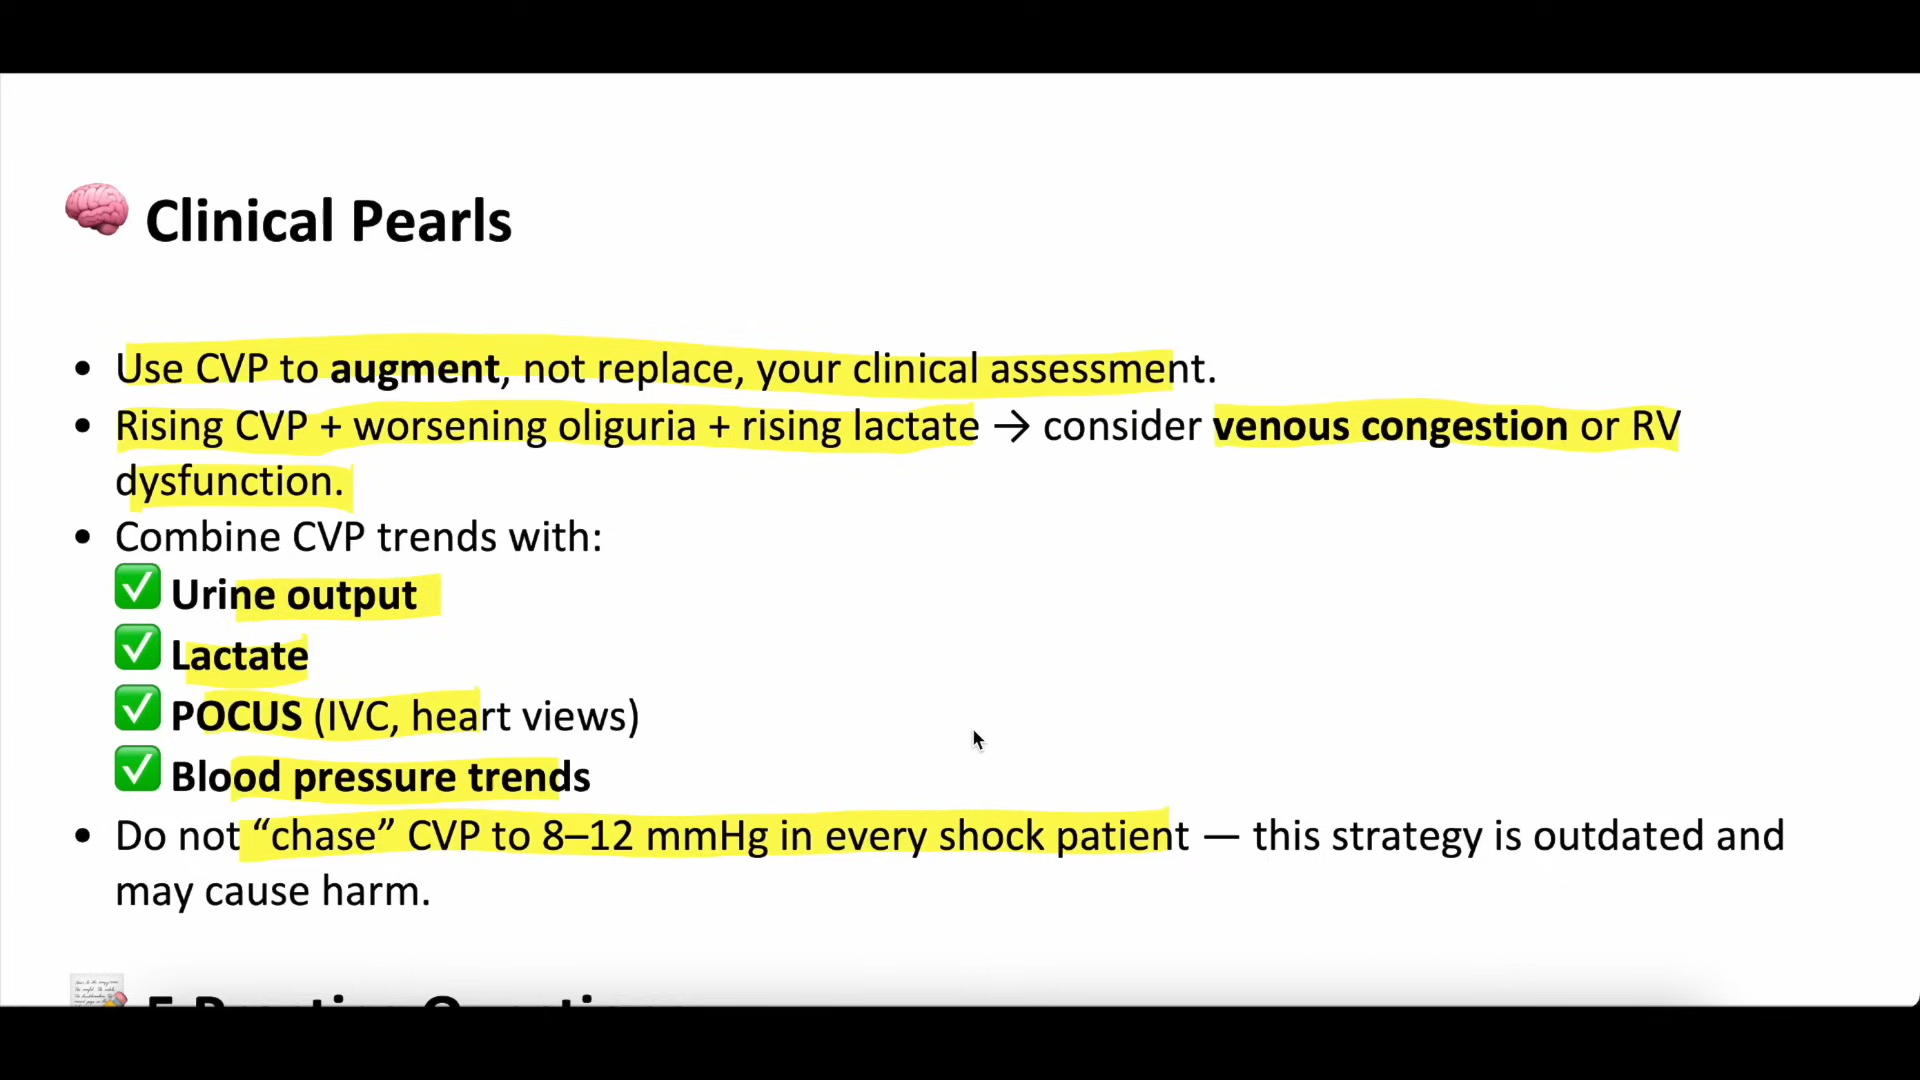 Clinical Pearls
• Use CVP to augment, not replace, your clinical assessment.
• Rising CVP + worsening oliguria + rising lactate → consider venous congestion or RV
dysfunction.
• Combine CVP trends with:
✅ Urine output
✅ Lactate
✅ POCUS (IVC, heart views)
✅ Blood pressure trends
• Do not “chase” CVP to 8–12 mmHg in every shock patient — this strategy is outdated and
may cause harm.